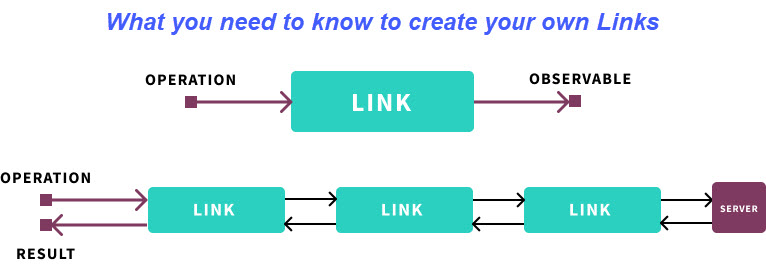 What you need to know to create your own Links
OPERATION
OBSERVABLE
LINK
OPERATION
LINK
LINK
LINK
SERVER
RESULT